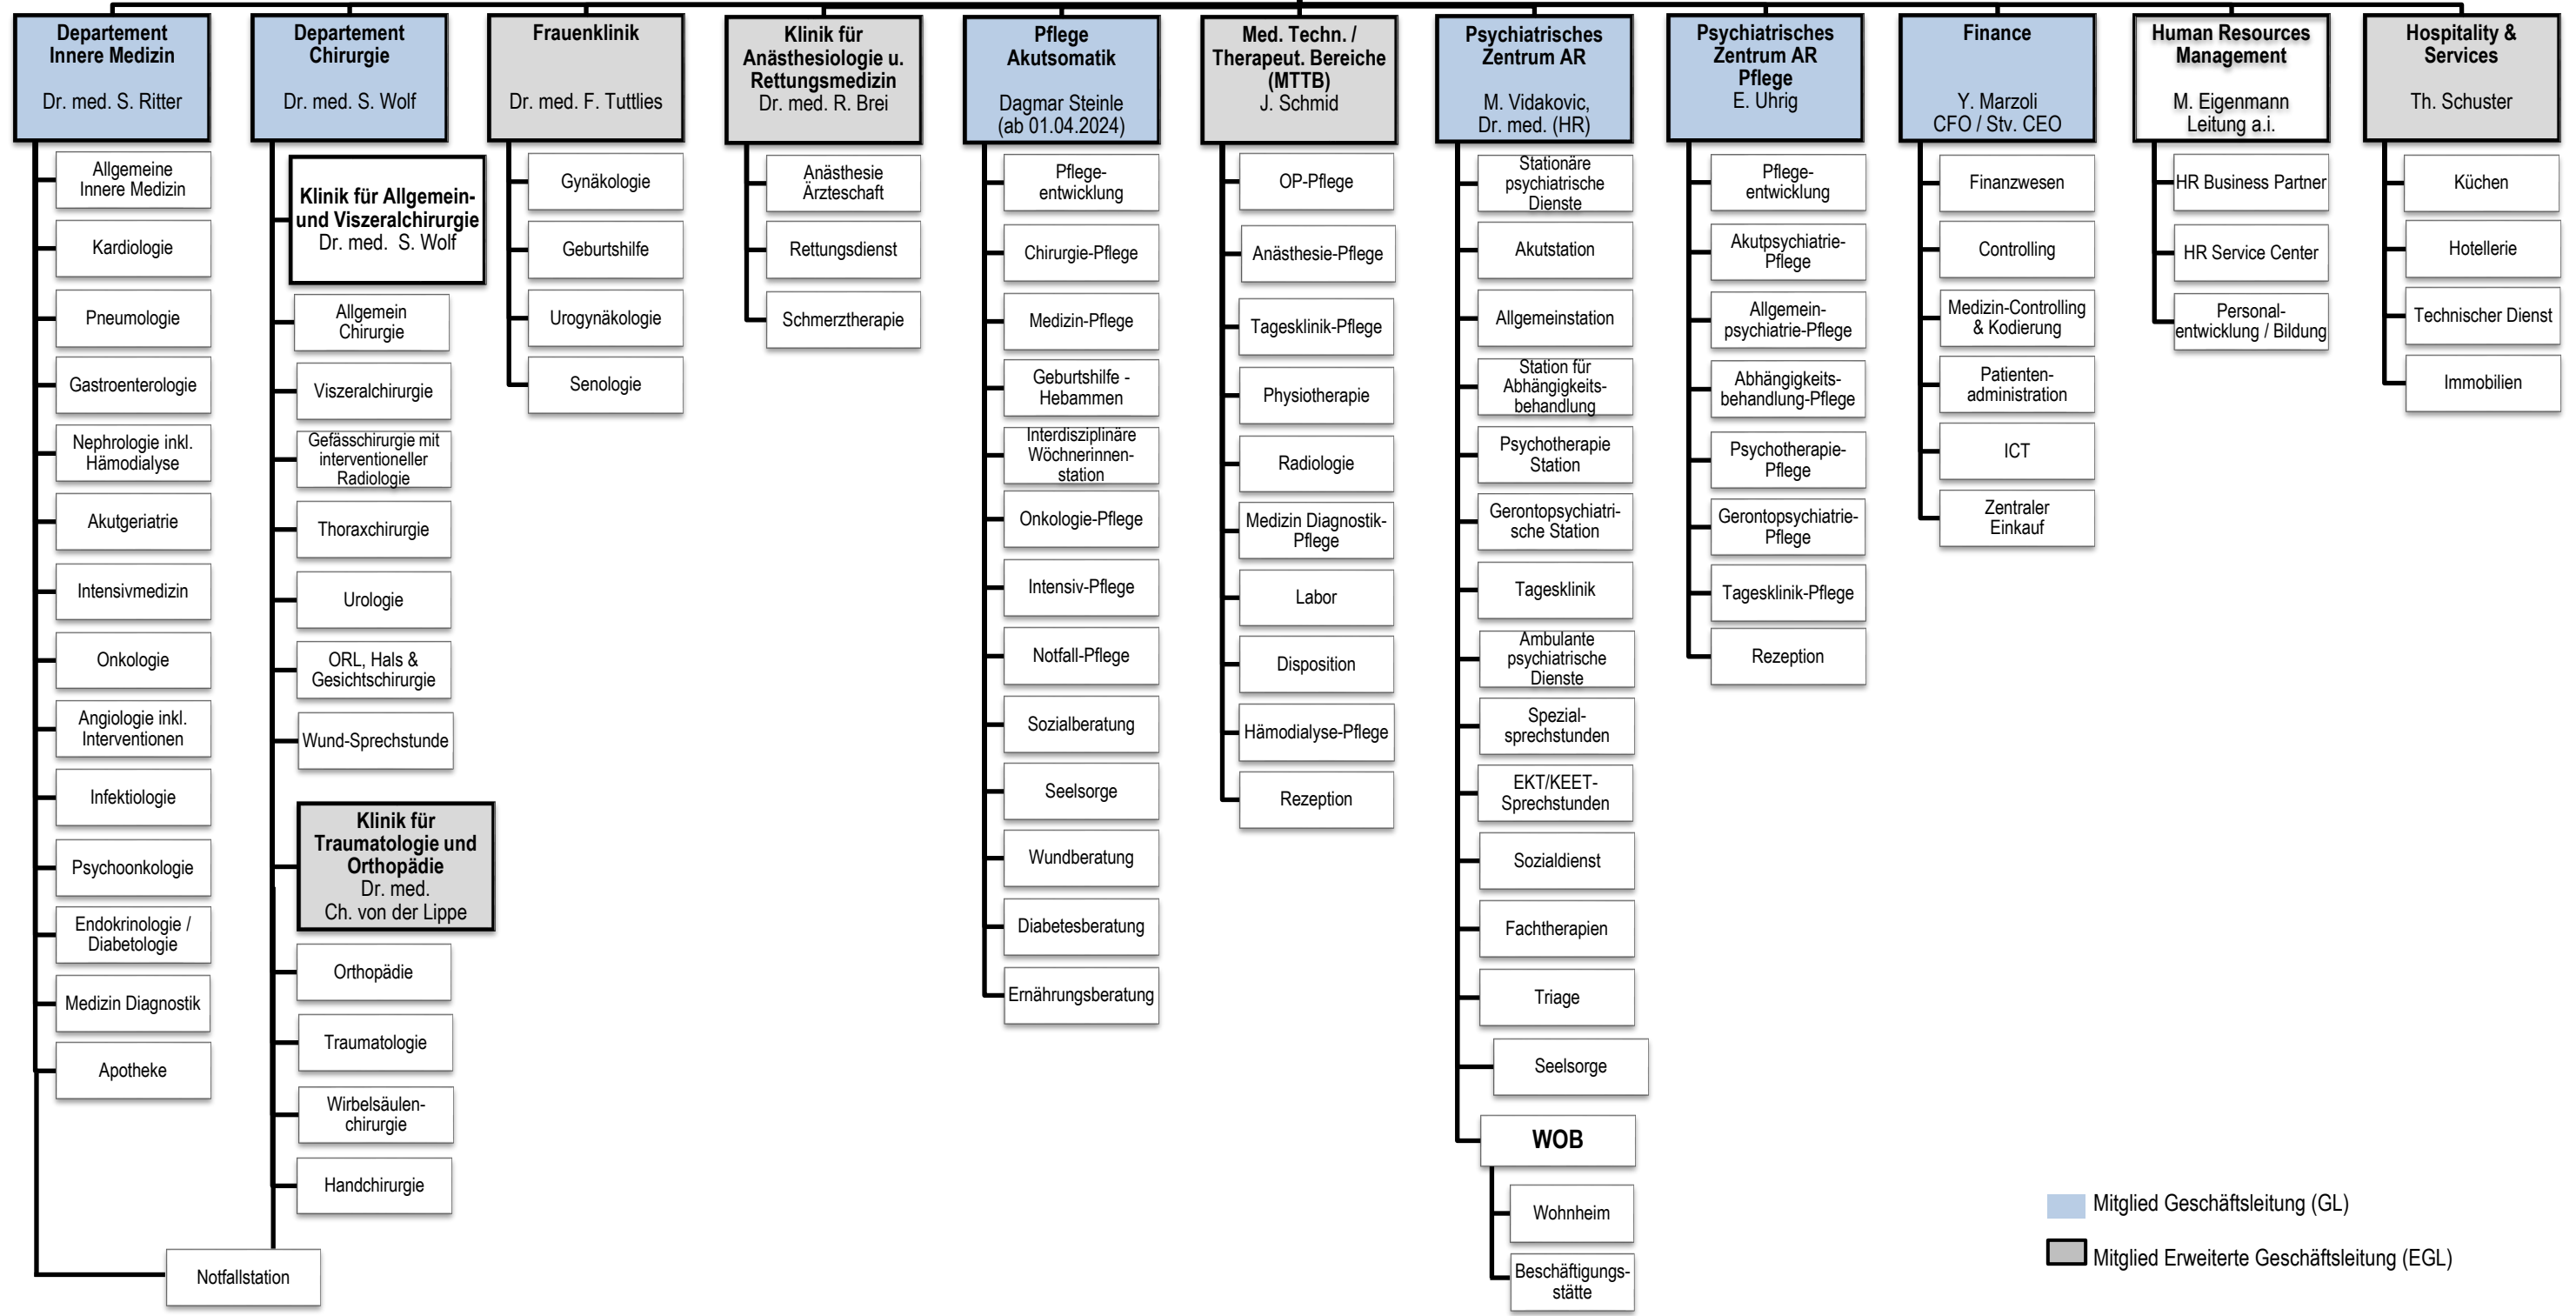 Departement
Innere Medizin
Dr. med. S. Ritter
Allgemeine
Innere Medizin
Kardiologie
Pneumologie
Gastroenterologie
Nephrologie inkl.
Hämodialyse
Akutgeriatrie
Intensivmedizin
Onkologie
Angiologie inkl.
Interventionen
Infektiologie
Psychoonkologie
Endokrinologie /
Diabetologie
Medizin Diagnostik
Apotheke
Notfallstation
Departement
Chirurgie
Dr. med. S. Wolf
Klinik für Allgemein-
und Viszeralchirurgie
Dr. med. S. Wolf
Allgemein
Chirurgie
Viszeralchirurgie
Gefässchirurgie mit
interventioneller
Radiologie
Thoraxchirurgie
Urologie
ORL, Hals &
Gesichtschirurgie
Wund-Sprechstunde
Klinik für
Traumatologie und
Orthopädie
Dr. med.
Ch. von der Lippe
Orthopädie
Traumatologie
Wirbelsäulen-
chirurgie
Handchirurgie
Frauenklinik
Dr. med. F. Tuttlies
Gynäkologie
Geburtshilfe
Urogynäkologie
Senologie
Klinik für
Anästhesiologie u.
Rettungsmedizin
Dr. med. R. Brei
Anästhesie
Ärzteschaft
Rettungsdienst
Schmerztherapie
Pflege
Akutsomatik
Dagmar Steinle
(ab 01.04.2024)
Pflege-
entwicklung
Chirurgie-Pflege
Medizin-Pflege
Geburtshilfe -
Hebammen
Interdisziplinäre
Wöchnerinnen-
station
Onkologie-Pflege
Intensiv-Pflege
Notfall-Pflege
Sozialberatung
Seelsorge
Wundberatung
Diabetesberatung
Ernährungsberatung
Med. Techn. /
Therapeut. Bereiche
(MTTB)
J. Schmid
OP-Pflege
Anästhesie-Pflege
Tagesklinik-Pflege
Physiotherapie
Radiologie
Medizin Diagnostik-
Pflege
Labor
Disposition
Hämodialyse-Pflege
Rezeption
Psychiatrisches
Zentrum AR
M. Vidakovic,
Dr. med. (HR)
Stationäre
psychiatrische
Dienste
Akutstation
Allgemeinstation
Station für
Abhängigkeits-
behandlung
Psychotherapie
Station
Gerontopsychiatri-
sche Station
Tagesklinik
Ambulante
psychiatrische
Dienste
Spezial-
sprechstunden
EKT/KEET-
Sprechstunden
Sozialdienst
Fachtherapien
Triage
Seelsorge
WOB
Wohnheim
Beschäftigungs-
stätte
Psychiatrisches
Zentrum AR
Pflege
E. Uhrig
Pflege-
entwicklung
Akutpsychiatrie-
Pflege
Allgemein-
psychiatrie-Pflege
Abhängigkeits-
behandlung-Pflege
Psychotherapie-
Pflege
Gerontopsychiatrie-
Pflege
Tagesklinik-Pflege
Rezeption
Finance
Y. Marzoli
CFO / Stv. CEO
Finanzwesen
Controlling
Medizin-Controlling
& Kodierung
Patienten-
administration
ICT
Zentraler
Einkauf
Human Resources
Management
M. Eigenmann
Leitung a.i.
HR Business Partner
HR Service Center
Personal-
entwicklung / Bildung
Hospitality &
Services
Th. Schuster
Küchen
Hotellerie
Technischer Dienst
Immobilien
Mitglied Geschäftsleitung (GL)
Mitglied Erweiterte Geschäftsleitung (EGL)